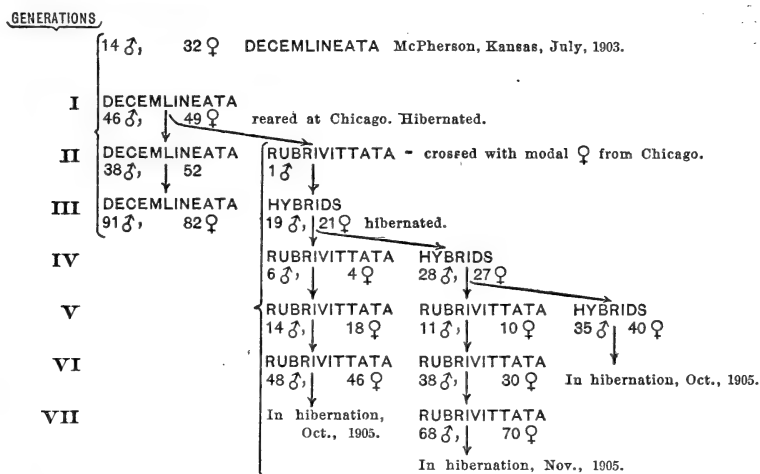 GENERATIONS
14♂, 32♀ DECEMLINEATA McPherson, Kansas, July, 1903.
I DECEMLINEATA
46♂, 49♀ reared at Chicago. Hibernated.
II DECEMLINEATA RUBRIVITTATA - crossed with modal ♀ from Chicago.
38♂, 52 1♂
III DECEMLINEATA HYBRIDS
91♂, 82♀ 19♂, 21♀ hibernated.
IV RUBRIVITTATA HYBRIDS
6♂, 4♀ 28♂, 27♀
V RUBRIVITTATA RUBRIVITTATA HYBRIDS
14♂, 18♀ 11♂, 10♀ 35♂ 40♀
VI RUBRIVITTATA RUBRIVITTATA
48♂, 46♀ 38♂, 30♀ In hibernation, Oct., 1905.
VII In hibernation, RUBRIVITTATA
Oct., 1905. 68♂, 70♀
In hibernation, Nov., 1905.